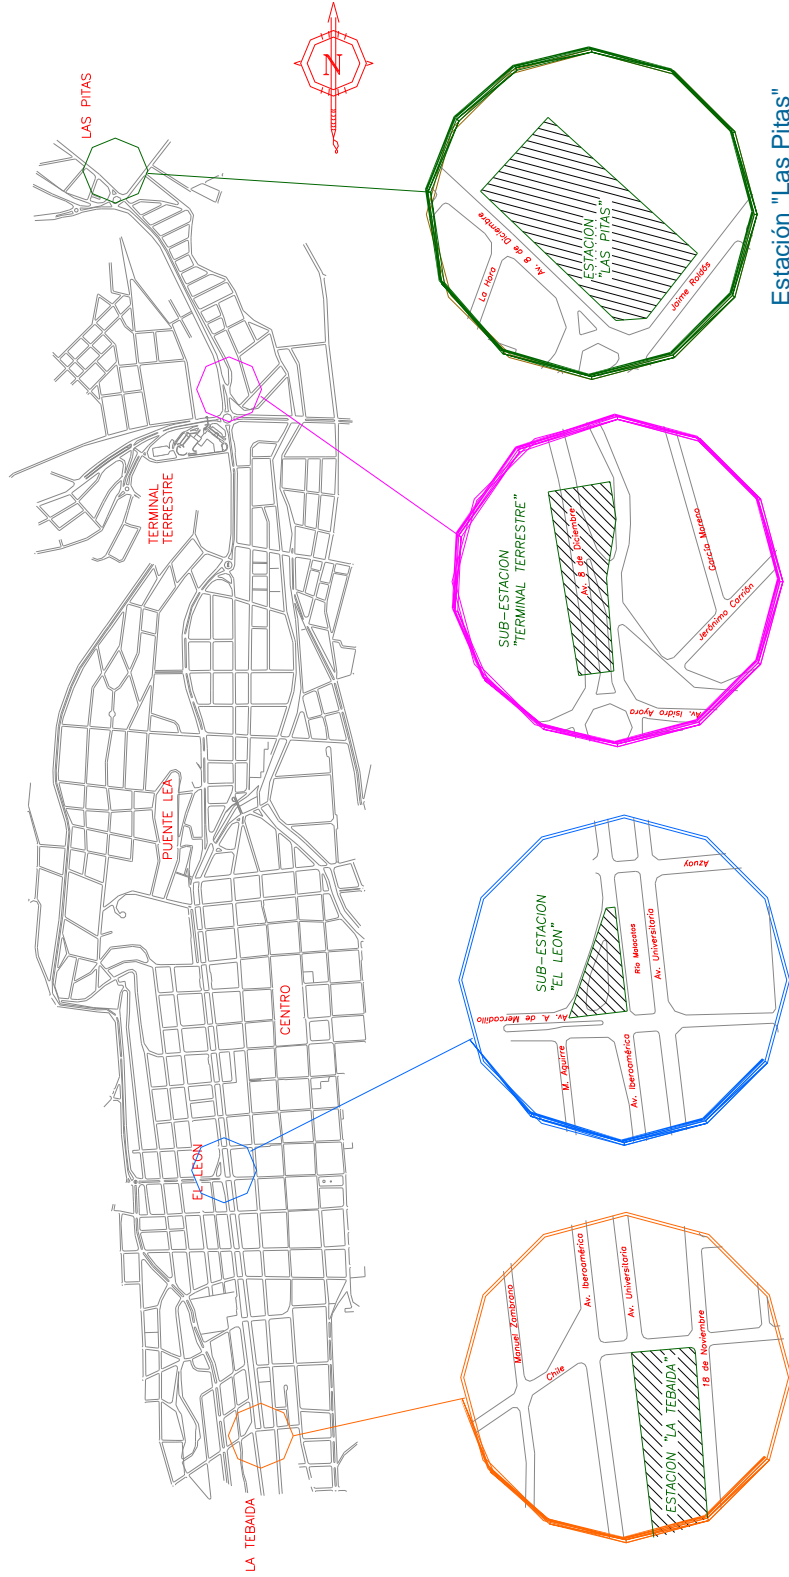 LAS PITAS
N
TERMINAL
TERRESTRE
PUENTE LEA
CENTRO
EL LEON
LA TEBAIDA
La Hora
Av. 8 de Diciembre
ESTACION
"LAS PITAS"
Jaime Roldós
Estación "Las Pitas"
SUB-ESTACION
"TERMINAL TERRESTRE"
Av. 8 de Diciembre
García Moreno
Jerónimo Carrión
Av. Isidro Ayora
SUB-ESTACION
"EL LEON"
Av. A. de Mercadillo
Río Malacatos
Av. Universitaria
Azuay
M. Aguirre
Av. Iberoamérica
Manuel Zambrano
Av. Iberoamérica
Av. Universitaria
Chile
18 de Noviembre
ESTACION "LA TEBAIDA"